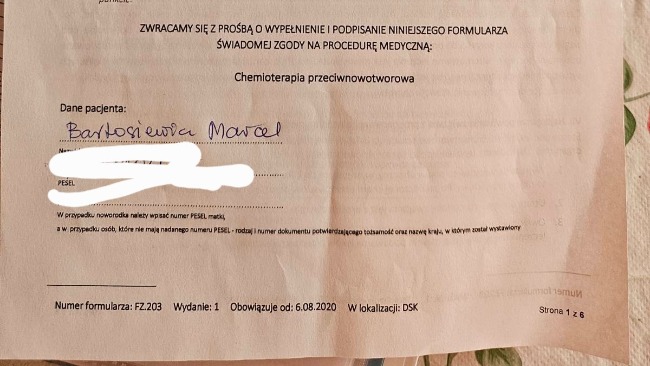 ZWRACAMY SIĘ Z PROŚBĄ O WYPEŁNIENIE I PODPISANIE NINIEJSZEGO FORMULARZA
ŚWIADOMEJ ZGODY NA PROCEDURĘ MEDYCZNĄ:
Chemioterapia przeciwnowotworowa
Dane pacjenta:
Bartosiewicz Marcel
PESEL
W przypadku noworodka należy wpisać numer PESEL matki,
a w przypadku osób, które nie mają nadanego numeru PESEL - rodzaj i numer dokumentu potwierdzającego tożsamość oraz nazwę kraju, w którym został wystawiony
Numer formularza: FZ.203 Wydanie: 1 Obowiązuje od: 6.08.2020 W lokalizacji: DSK
Strona 1 z 6